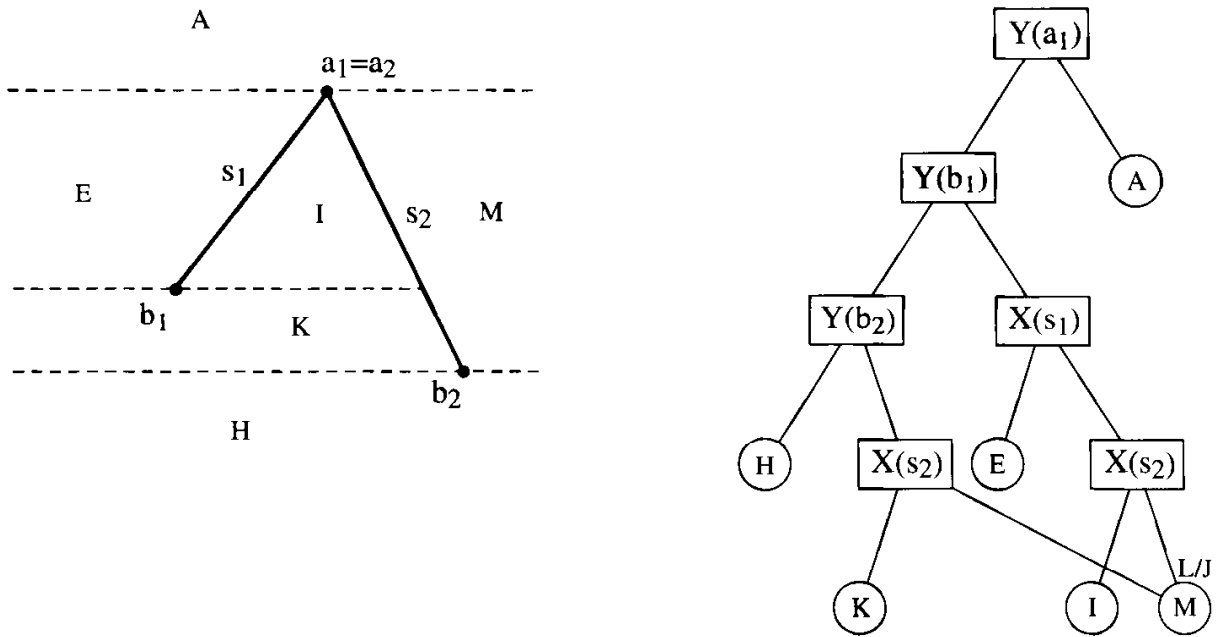 A
a1=a2
s1
E
I
s2
M
b1
K
b2
H
Y(a1)
Y(b1)
A
Y(b2)
X(s1)
H
X(s2)
E
X(s2)
L/J
K
I
M